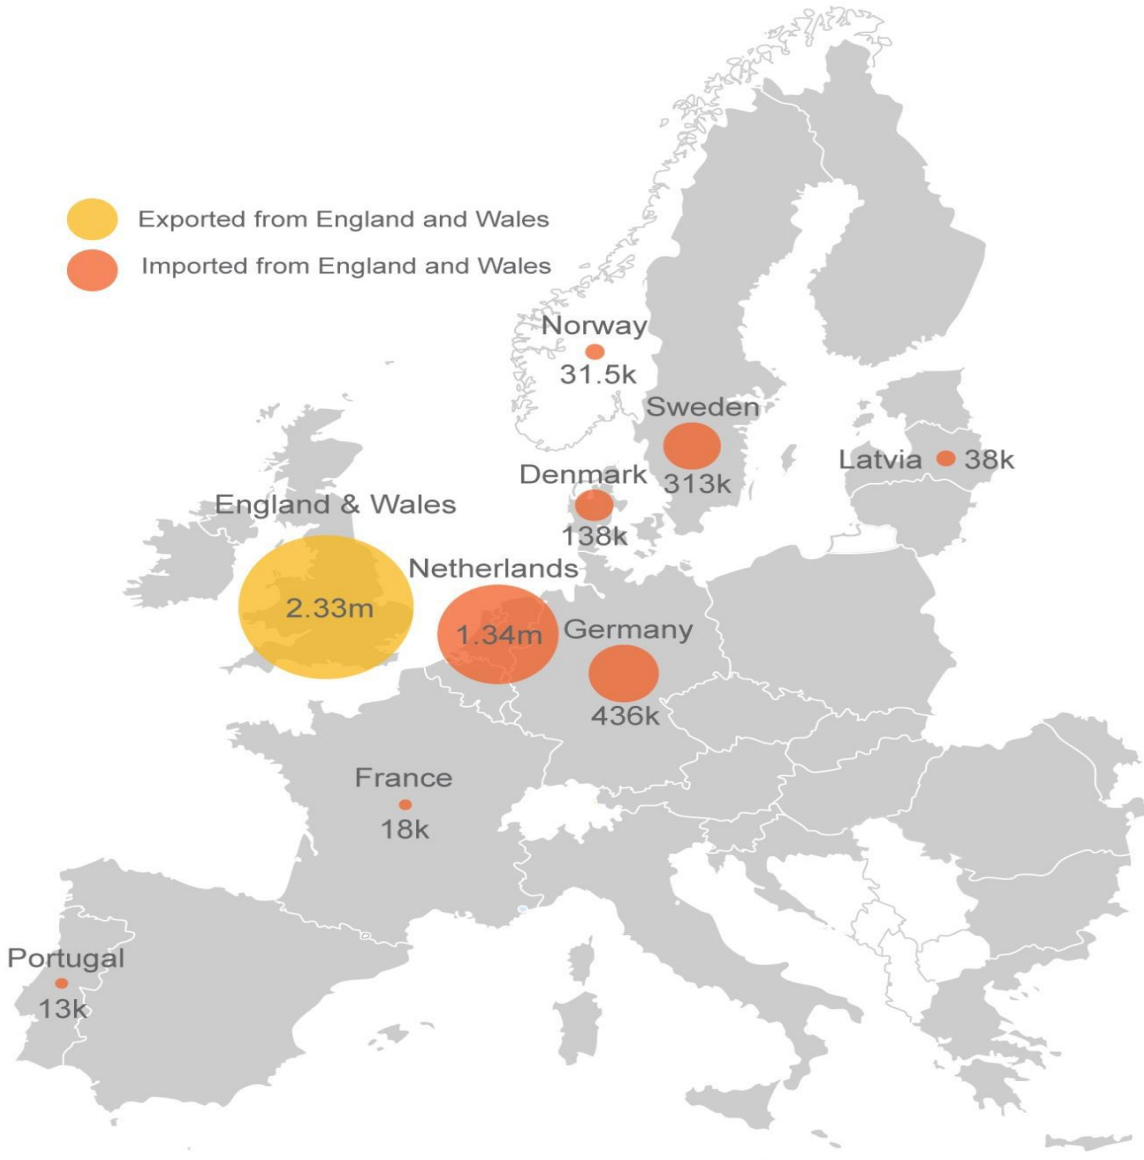 Exported from England and Wales
Imported from England and Wales
Norway
31.5k
Sweden
313k
Latvia 38k
Denmark
138k
England & Wales
2.33m
Netherlands
1.34m
Germany
436k
France
18k
Portugal
13k